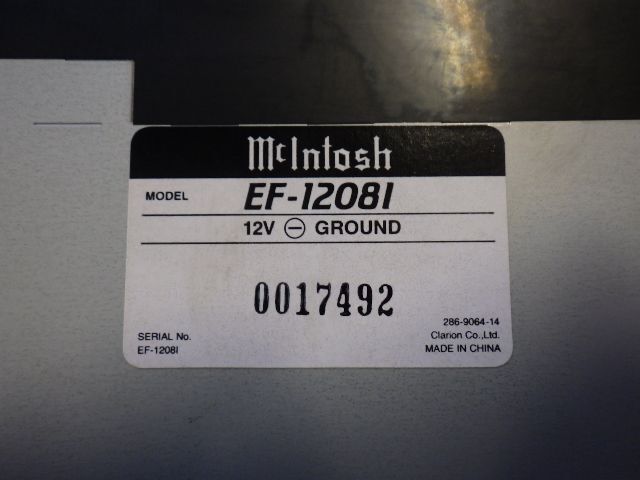 McIntosh
MODEL EF-1208I
12V ⊖ GROUND
0017492
SERIAL No.
EF-1208I
286-9064-14
Clarion Co.,Ltd.
MADE IN CHINA